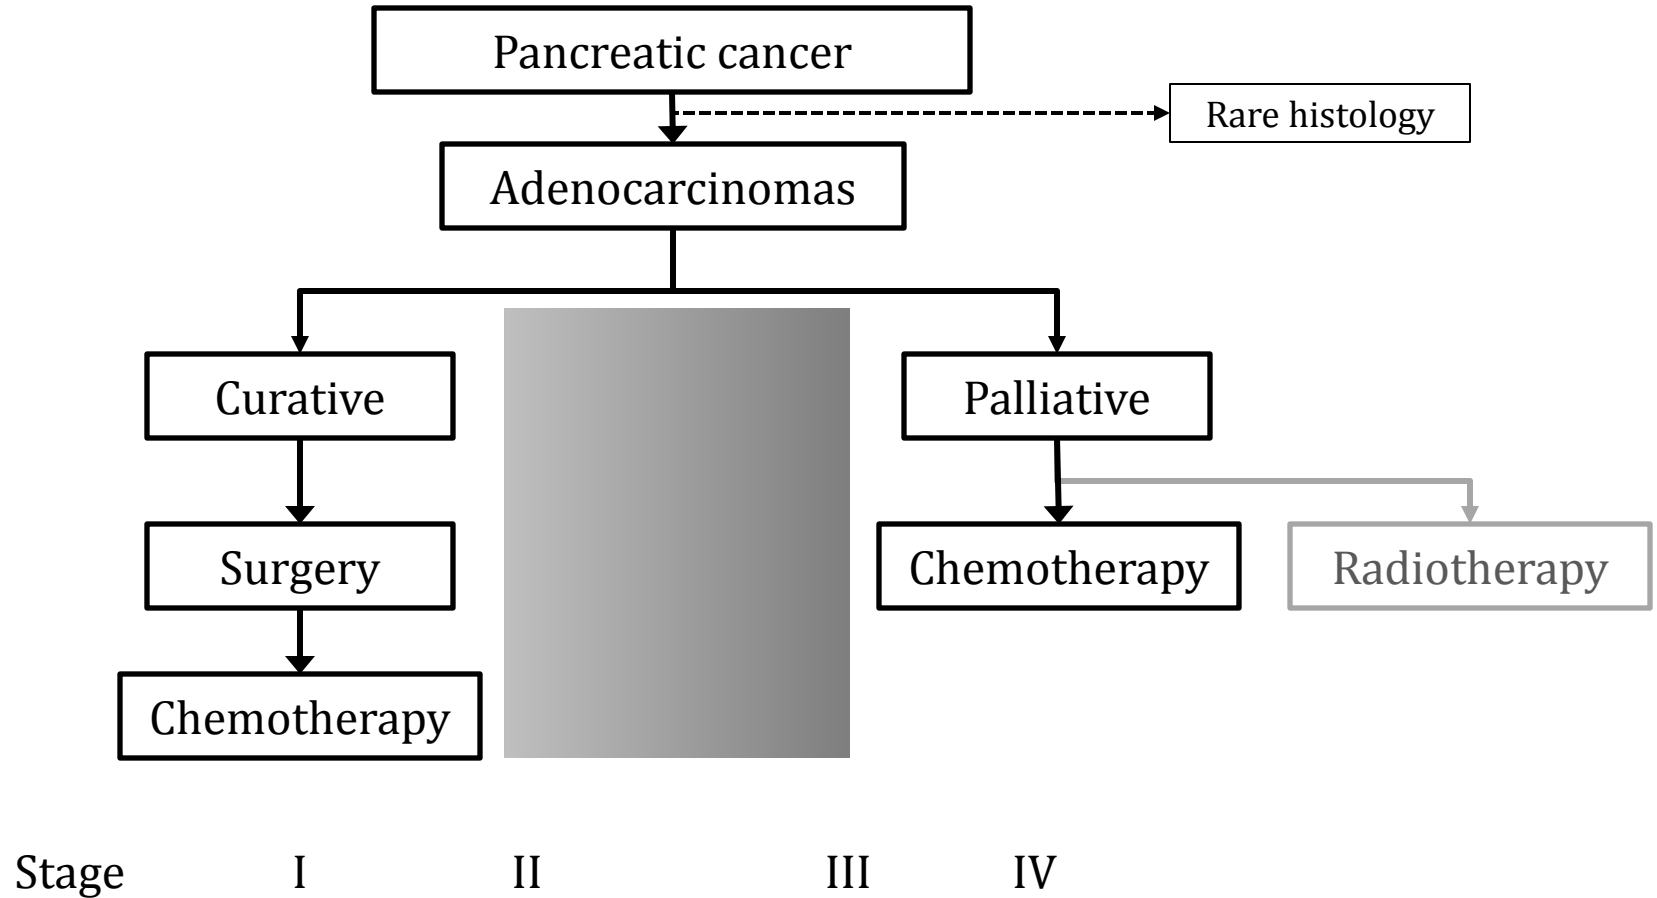 Pancreatic cancer
Rare histology
Adenocarcinomas
Curative
Palliative
Surgery
Chemotherapy
Radiotherapy
Chemotherapy
Stage I II III IV